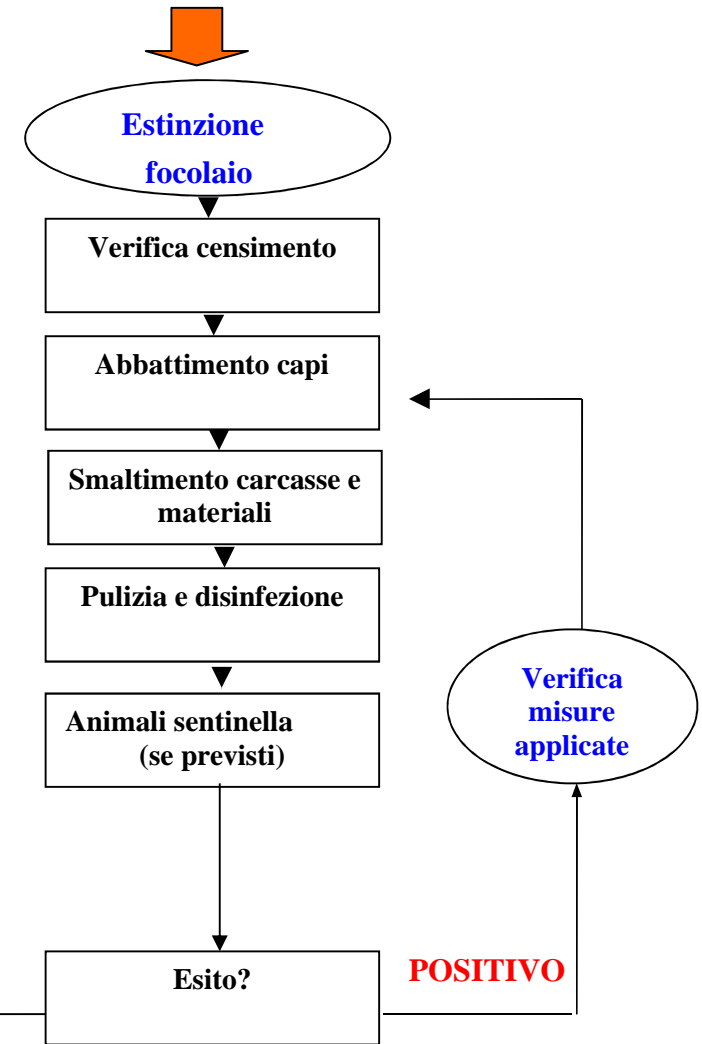 Estinzione
focolaio
Verifica censimento
Abbattimento capi
Smaltimento carcasse e
materiali
Pulizia e disinfezione
Animali sentinella
(se previsti)
Verifica
misure
applicate
Esito?
POSITIVO